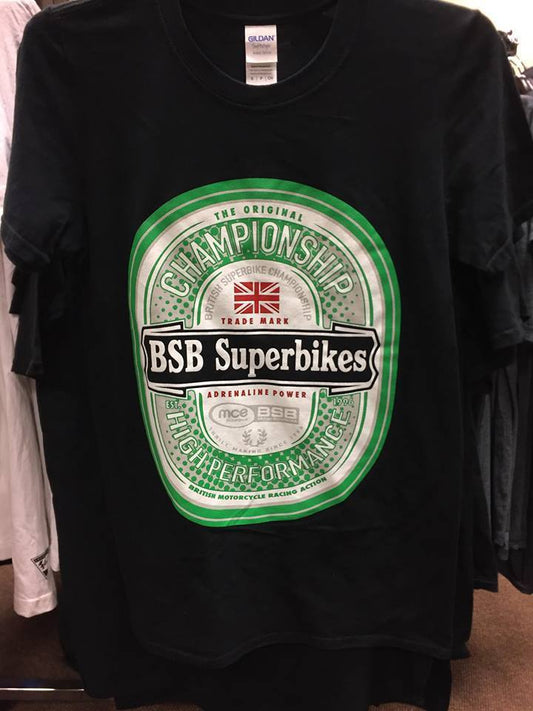 GILDAN
THE ORIGINAL
CHAMPIONSHIP
BRITISH SUPERBIKE CHAMPIONSHIP
TRADE MARK
BSB Superbikes
ADRENALINE POWER
EST.
mce
BSB
HIGH PERFORMANCE
BRITISH MOTORCYCLE RACING ACTION